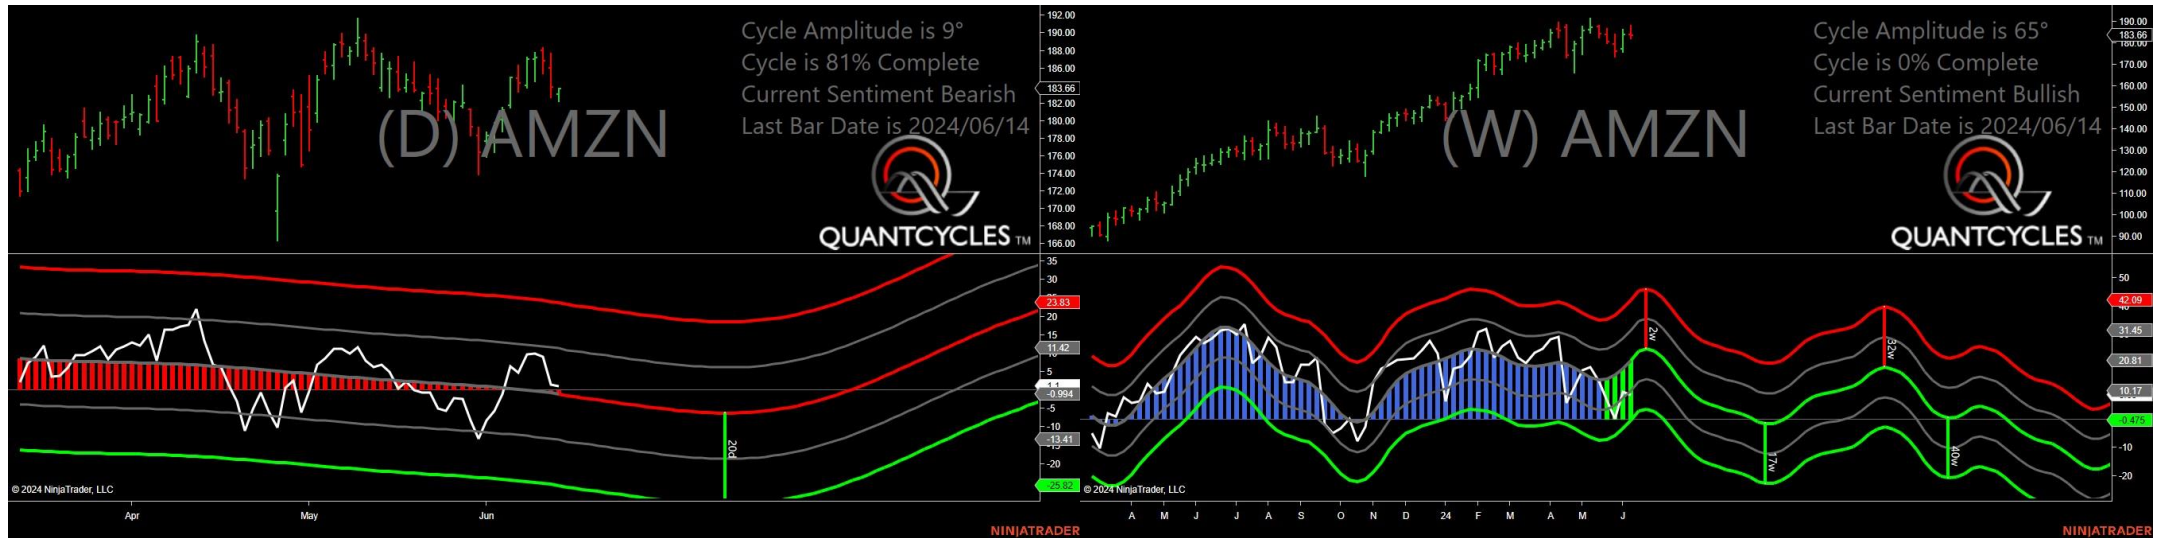 Cycle Amplitude is 9°
Cycle is 81% Complete
Current Sentiment Bearish
Last Bar Date is 2024/06/14
(D) AMZN
QUANTCYCLES TM
192.00
190.00
188.00
186.00
183.66
182.00
180.00
178.00
176.00
174.00
172.00
170.00
168.00
166.00
35
30
23.83
20
15
11.42
5
1.1
-0.994
-5
-10
-13.41
-20
-25.82
20d
© 2024 NinjaTrader, LLC
Apr May Jun
NINJATRADER
Cycle Amplitude is 65°
Cycle is 0% Complete
Current Sentiment Bullish
Last Bar Date is 2024/06/14
(W) AMZN
QUANTCYCLES TM
190.00
183.66
180.00
170.00
160.00
150.00
140.00
130.00
120.00
110.00
100.00
90.00
50
42.09
31.45
20.81
10.17
-0.475
-10
-20
2w
17w
32w
40w
© 2024 NinjaTrader, LLC
A M J J A S O N D 24 F M A M J
NINJATRADER